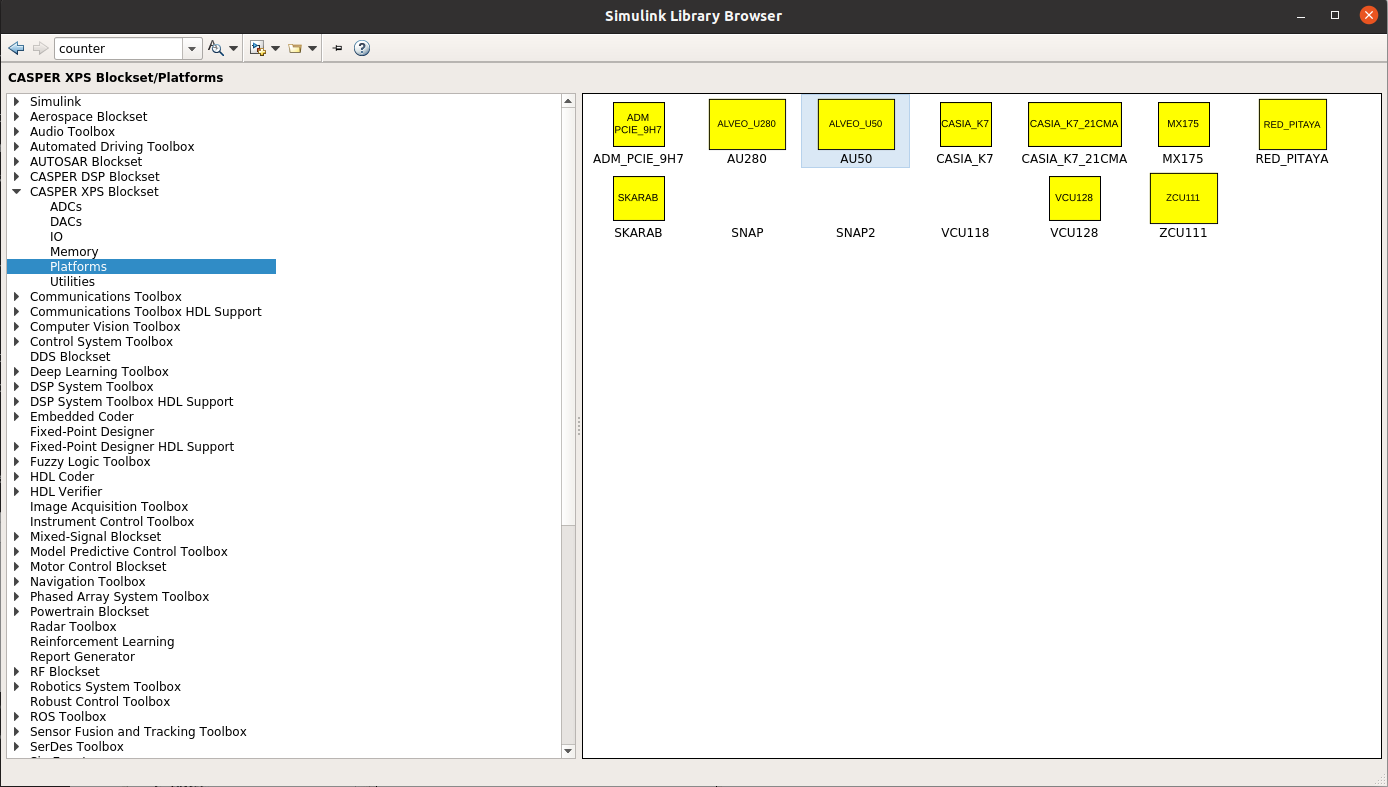 Simulink Library Browser
counter
CASPER XPS Blockset/Platforms
Simulink
Aerospace Blockset
Audio Toolbox
Automated Driving Toolbox
AUTOSAR Blockset
CASPER DSP Blockset
CASPER XPS Blockset
ADCs
DACs
IO
Memory
Platforms
Utilities
Communications Toolbox
Communications Toolbox HDL Support
Computer Vision Toolbox
Control System Toolbox
DDS Blockset
Deep Learning Toolbox
DSP System Toolbox
DSP System Toolbox HDL Support
Embedded Coder
Fixed-Point Designer
Fixed-Point Designer HDL Support
Fuzzy Logic Toolbox
HDL Coder
HDL Verifier
Image Acquisition Toolbox
Instrument Control Toolbox
Mixed-Signal Blockset
Model Predictive Control Toolbox
Motor Control Blockset
Navigation Toolbox
Phased Array System Toolbox
Powertrain Blockset
Radar Toolbox
Reinforcement Learning
Report Generator
RF Blockset
Robotics System Toolbox
Robust Control Toolbox
ROS Toolbox
Sensor Fusion and Tracking Toolbox
SerDes Toolbox
ADM
PCIE_9H7
ALVEO_U280
ALVEO_U50
CASIA_K7
CASIA_K7_21CMA
MX175
RED_PITAYA
ADM_PCIE_9H7
AU280
AU50
CASIA_K7
CASIA_K7_21CMA
MX175
RED_PITAYA
SKARAB
VCU128
ZCU111
SKARAB
SNAP
SNAP2
VCU118
VCU128
ZCU111